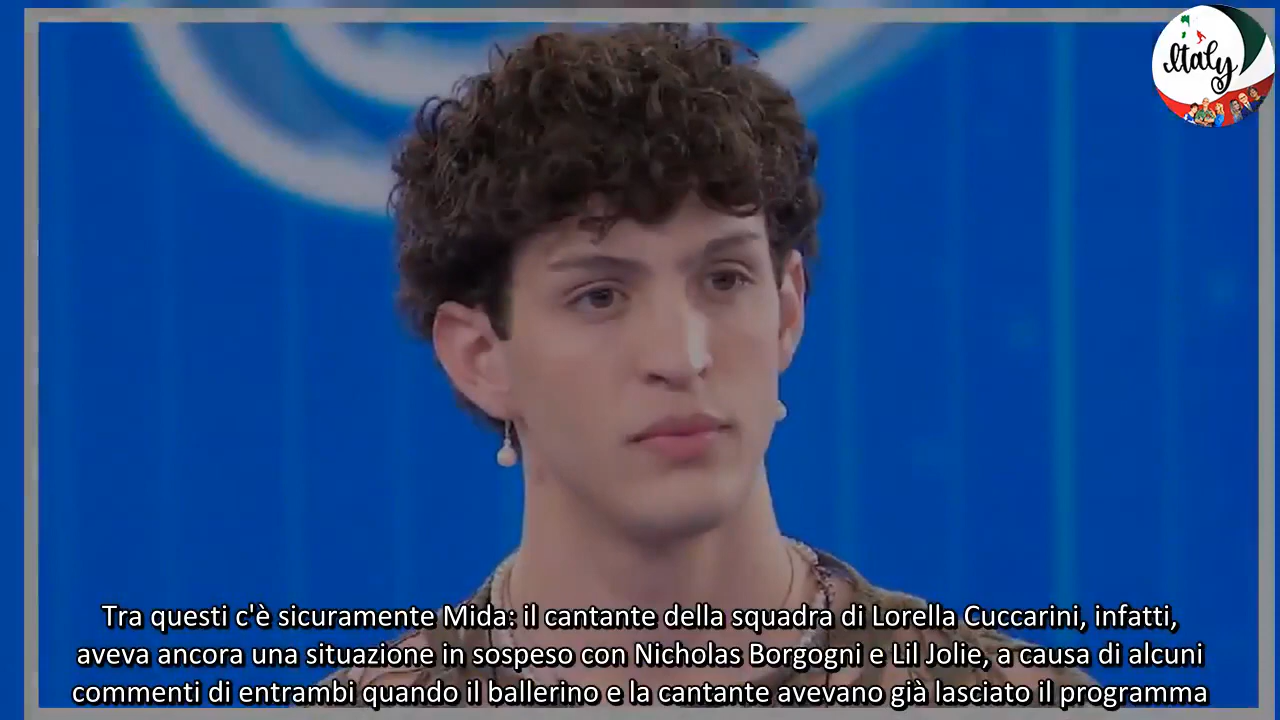 Italy
Tra questi c'è sicuramente Mida: il cantante della squadra di Lorella Cuccarini, infatti,
aveva ancora una situazione in sospeso con Nicholas Borgogni e Lil Jolie, a causa di alcuni
commenti di entrambi quando il ballerino e la cantante avevano già lasciato il programma